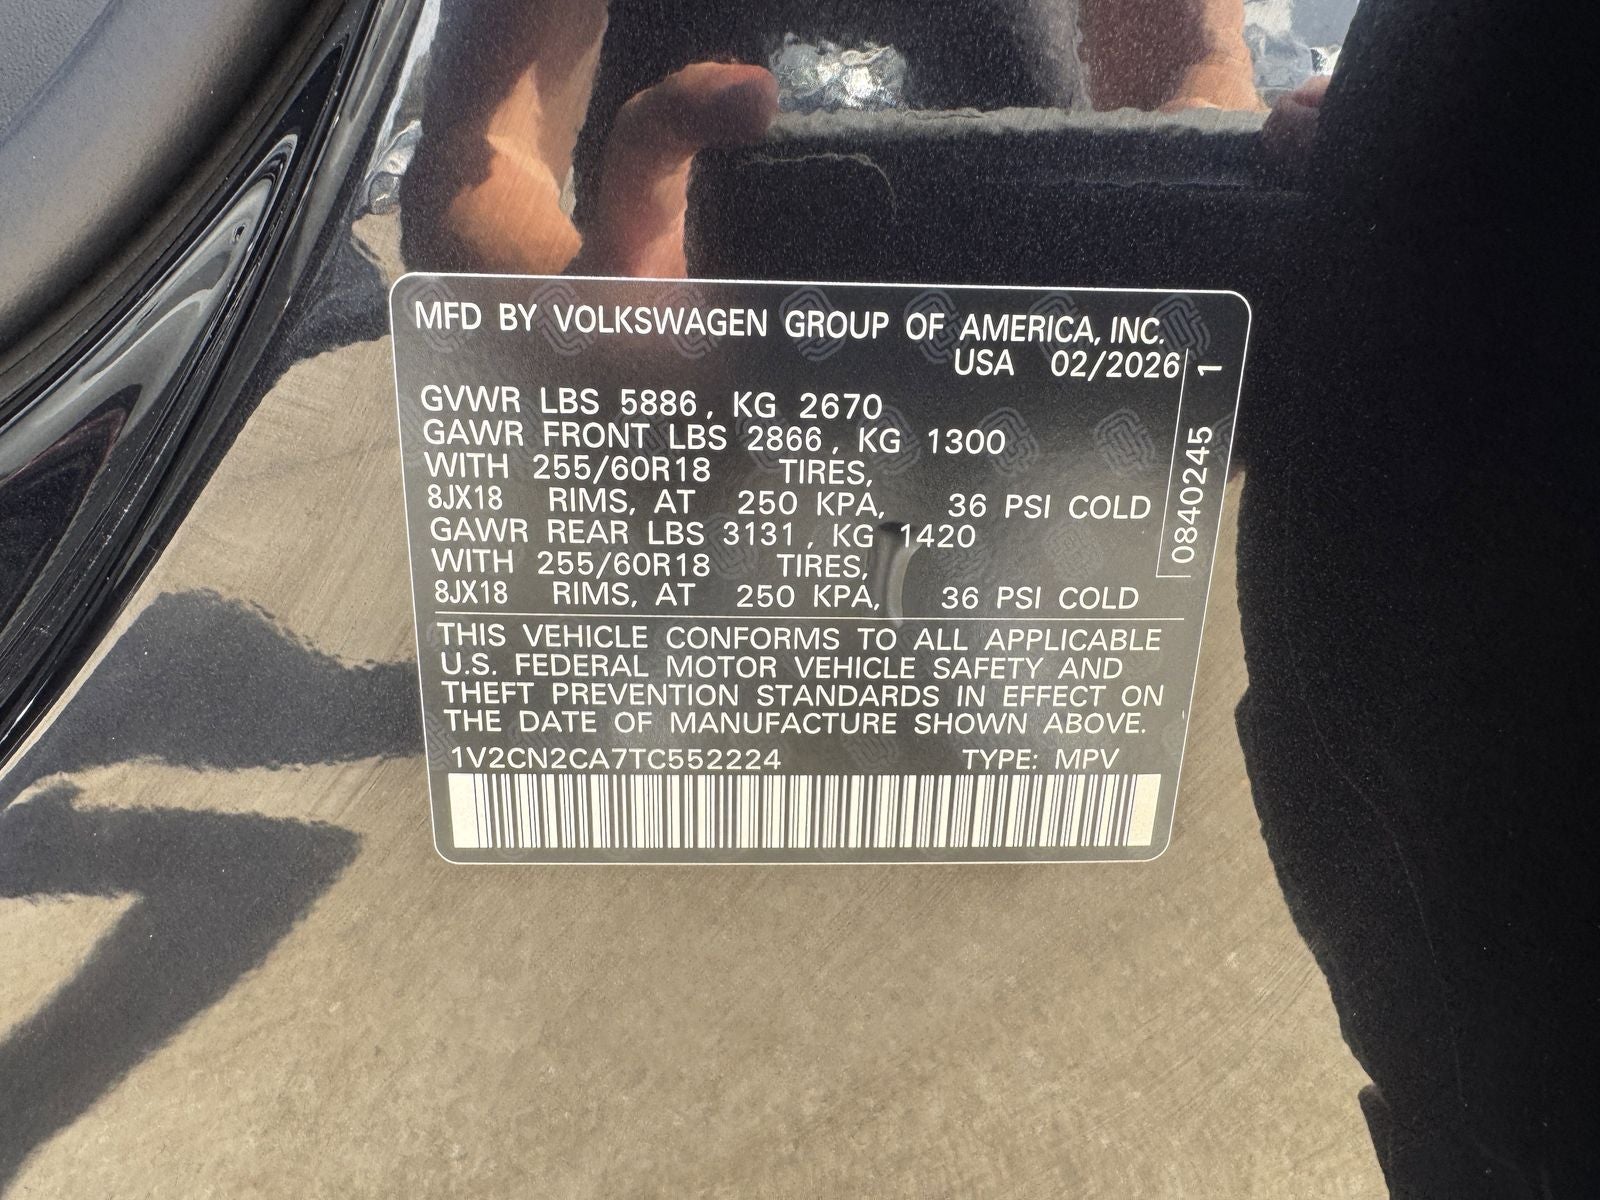 MFD BY VOLKSWAGEN GROUP OF AMERICA, INC.
USA 02/2026
GVWR LBS 5886, KG 2670
GAWR FRONT LBS 2866, KG 1300
WITH 255/60R18 TIRES,
8JX18 RIMS, AT 250 KPA, 36 PSI COLD
GAWR REAR LBS 3131, KG 1420
WITH 255/60R18 TIRES,
8JX18 RIMS, AT 250 KPA, 36 PSI COLD
0840245 1
THIS VEHICLE CONFORMS TO ALL APPLICABLE
U.S. FEDERAL MOTOR VEHICLE SAFETY AND
THEFT PREVENTION STANDARDS IN EFFECT ON
THE DATE OF MANUFACTURE SHOWN ABOVE.
1V2CN2CA7TC552224 TYPE: MPV